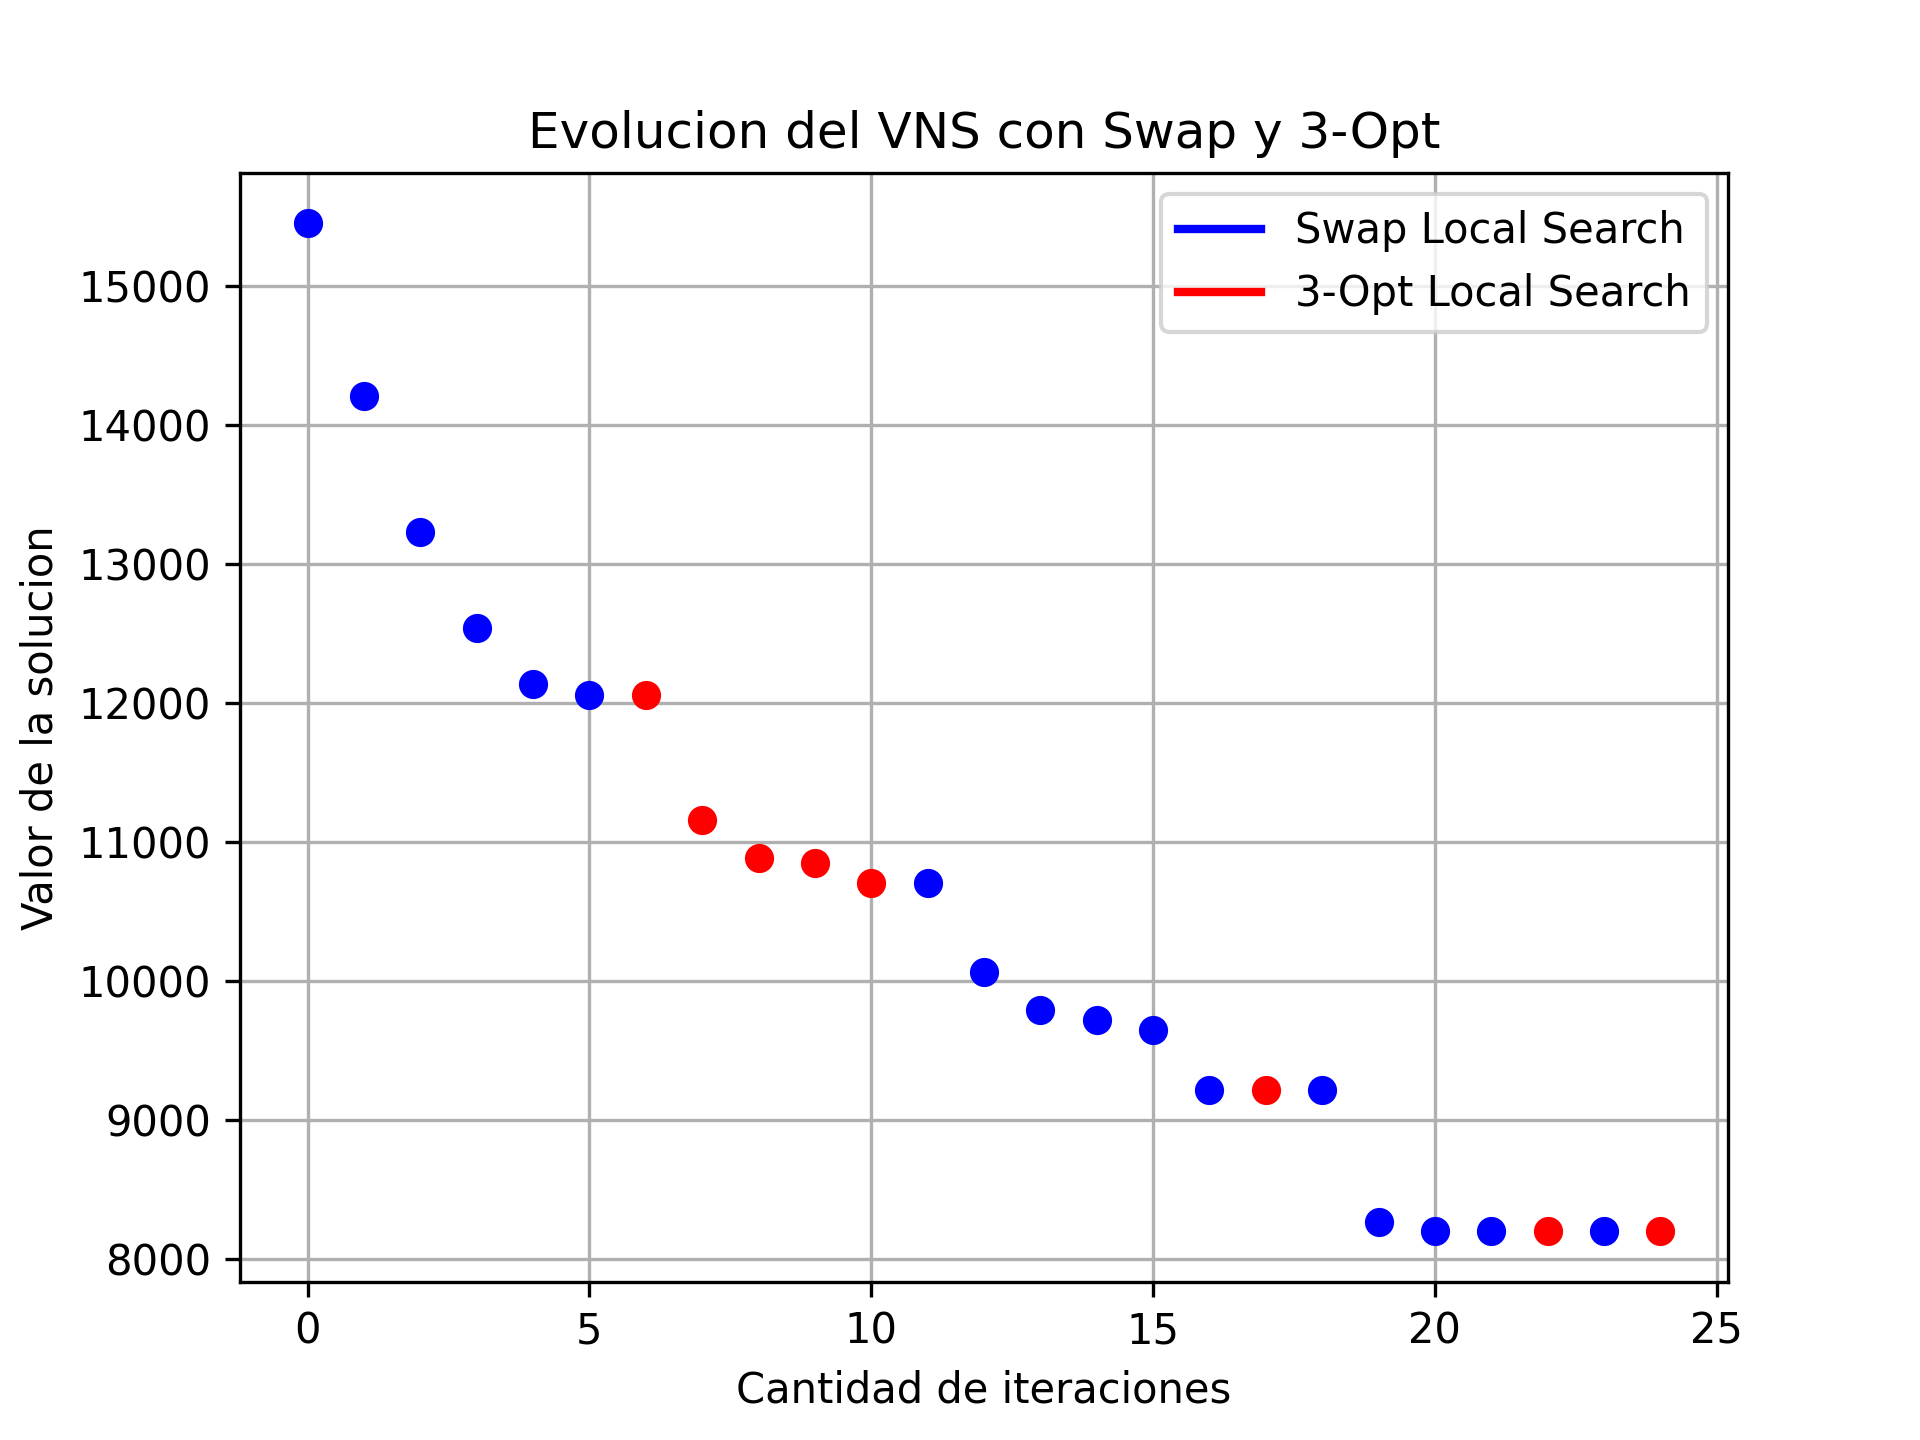 Evolucion del VNS con Swap y 3-Opt
Swap Local Search
3-Opt Local Search
Valor de la solucion
15000
14000
13000
12000
11000
10000
9000
8000
0 5 10 15 20 25
Cantidad de iteraciones